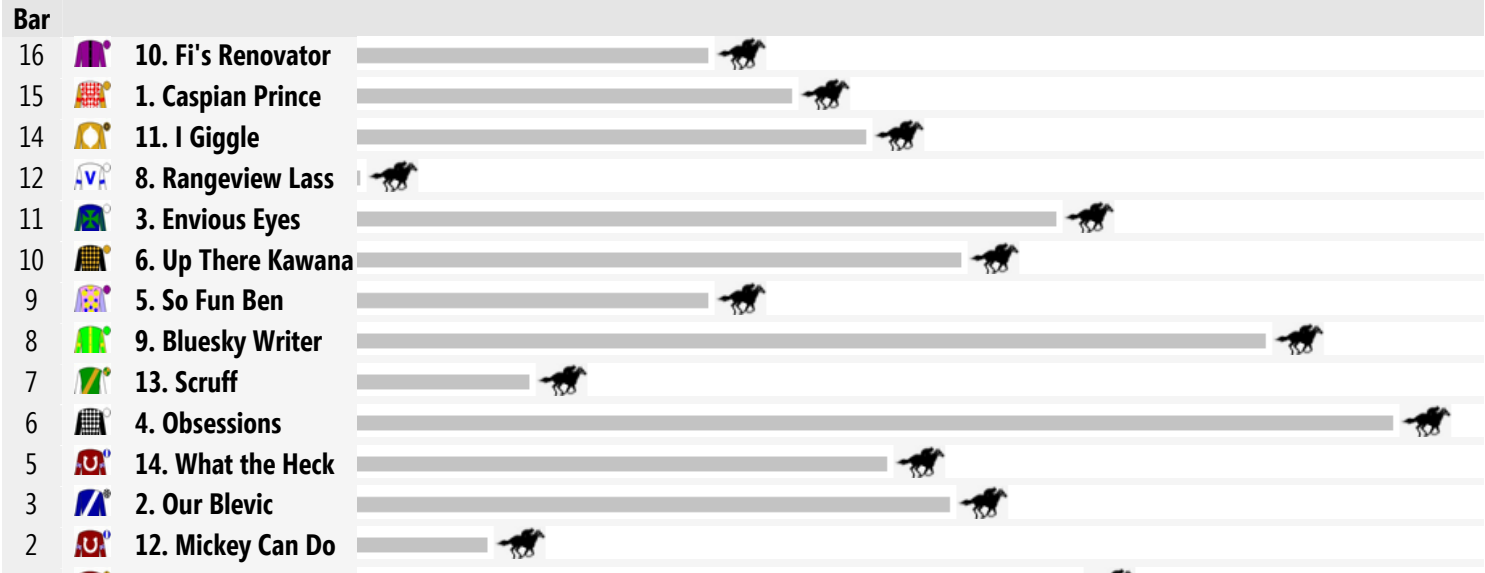 Bar
16 10. Fi's Renovator
15 1. Caspian Prince
14 11. I Giggle
12 V 8. Rangeview Lass
11 3. Envious Eyes
10 6. Up There Kawana
9 5. So Fun Ben
8 9. Bluesky Writer
7 13. Scruff
6 4. Obsessions
5 14. What the Heck
3 2. Our Blevic
2 12. Mickey Can Do